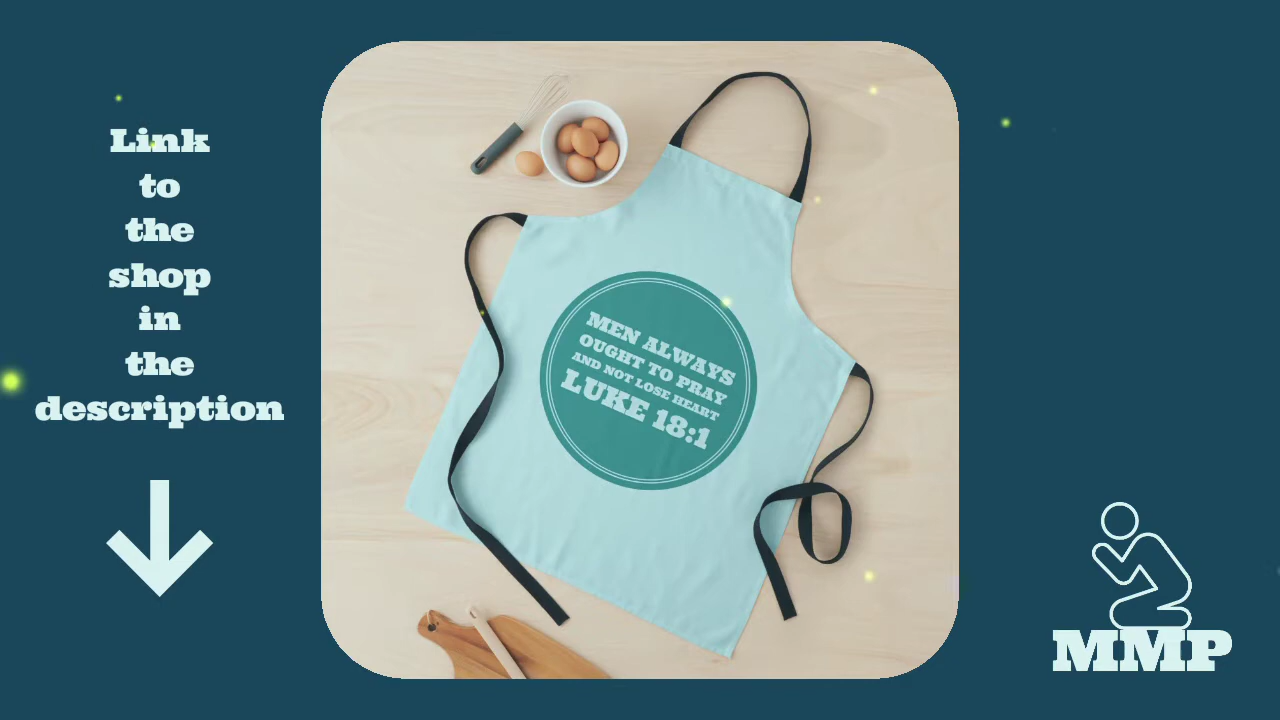 Link
to
the
shop
in
the
description
MEN ALWAYS
OUGHT TO PRAY
AND NOT LOSE HEART
LUKE 18:1
MMP